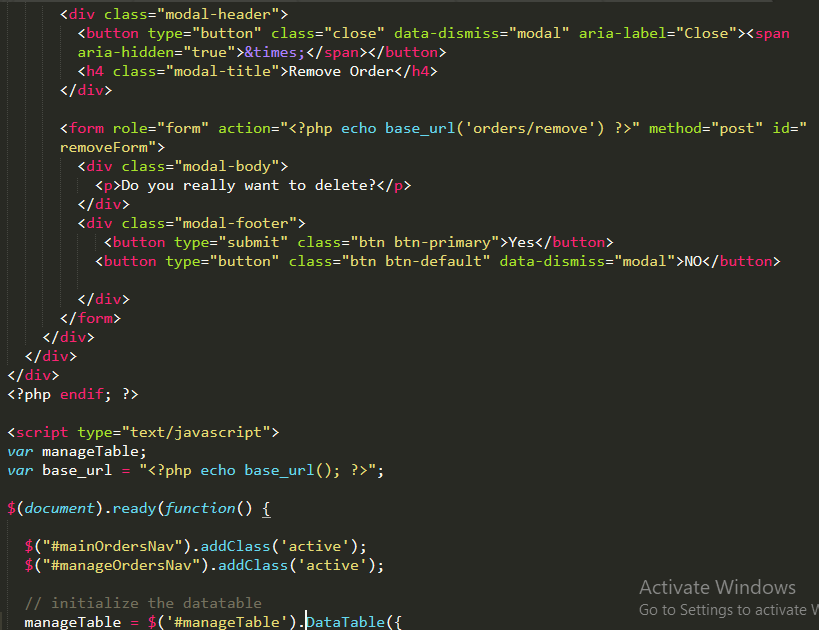 <div class="modal-header">
<button type="button" class="close" data-dismiss="modal" aria-label="Close"><span
aria-hidden="true">&times;</span></button>
<h4 class="modal-title">Remove Order</h4>
</div>
<form role="form" action="<?php echo base_url('orders/remove') ?>" method="post" id="
removeForm">
<div class="modal-body">
<p>Do you really want to delete?</p>
</div>
<div class="modal-footer">
<button type="submit" class="btn btn-primary">Yes</button>
<button type="button" class="btn btn-default" data-dismiss="modal">NO</button>
</div>
</form>
</div>
</div>
</div>
<?php endif; ?>
<script type="text/javascript">
var manageTable;
var base_url = "<?php echo base_url(); ?>";
$(document).ready(function() {
$("#mainOrdersNav").addClass('active');
$("#manageOrdersNav").addClass('active');
// initialize the datatable
manageTable = $('#manageTable').DataTable({
Activate Windows
Go to Settings to activate W